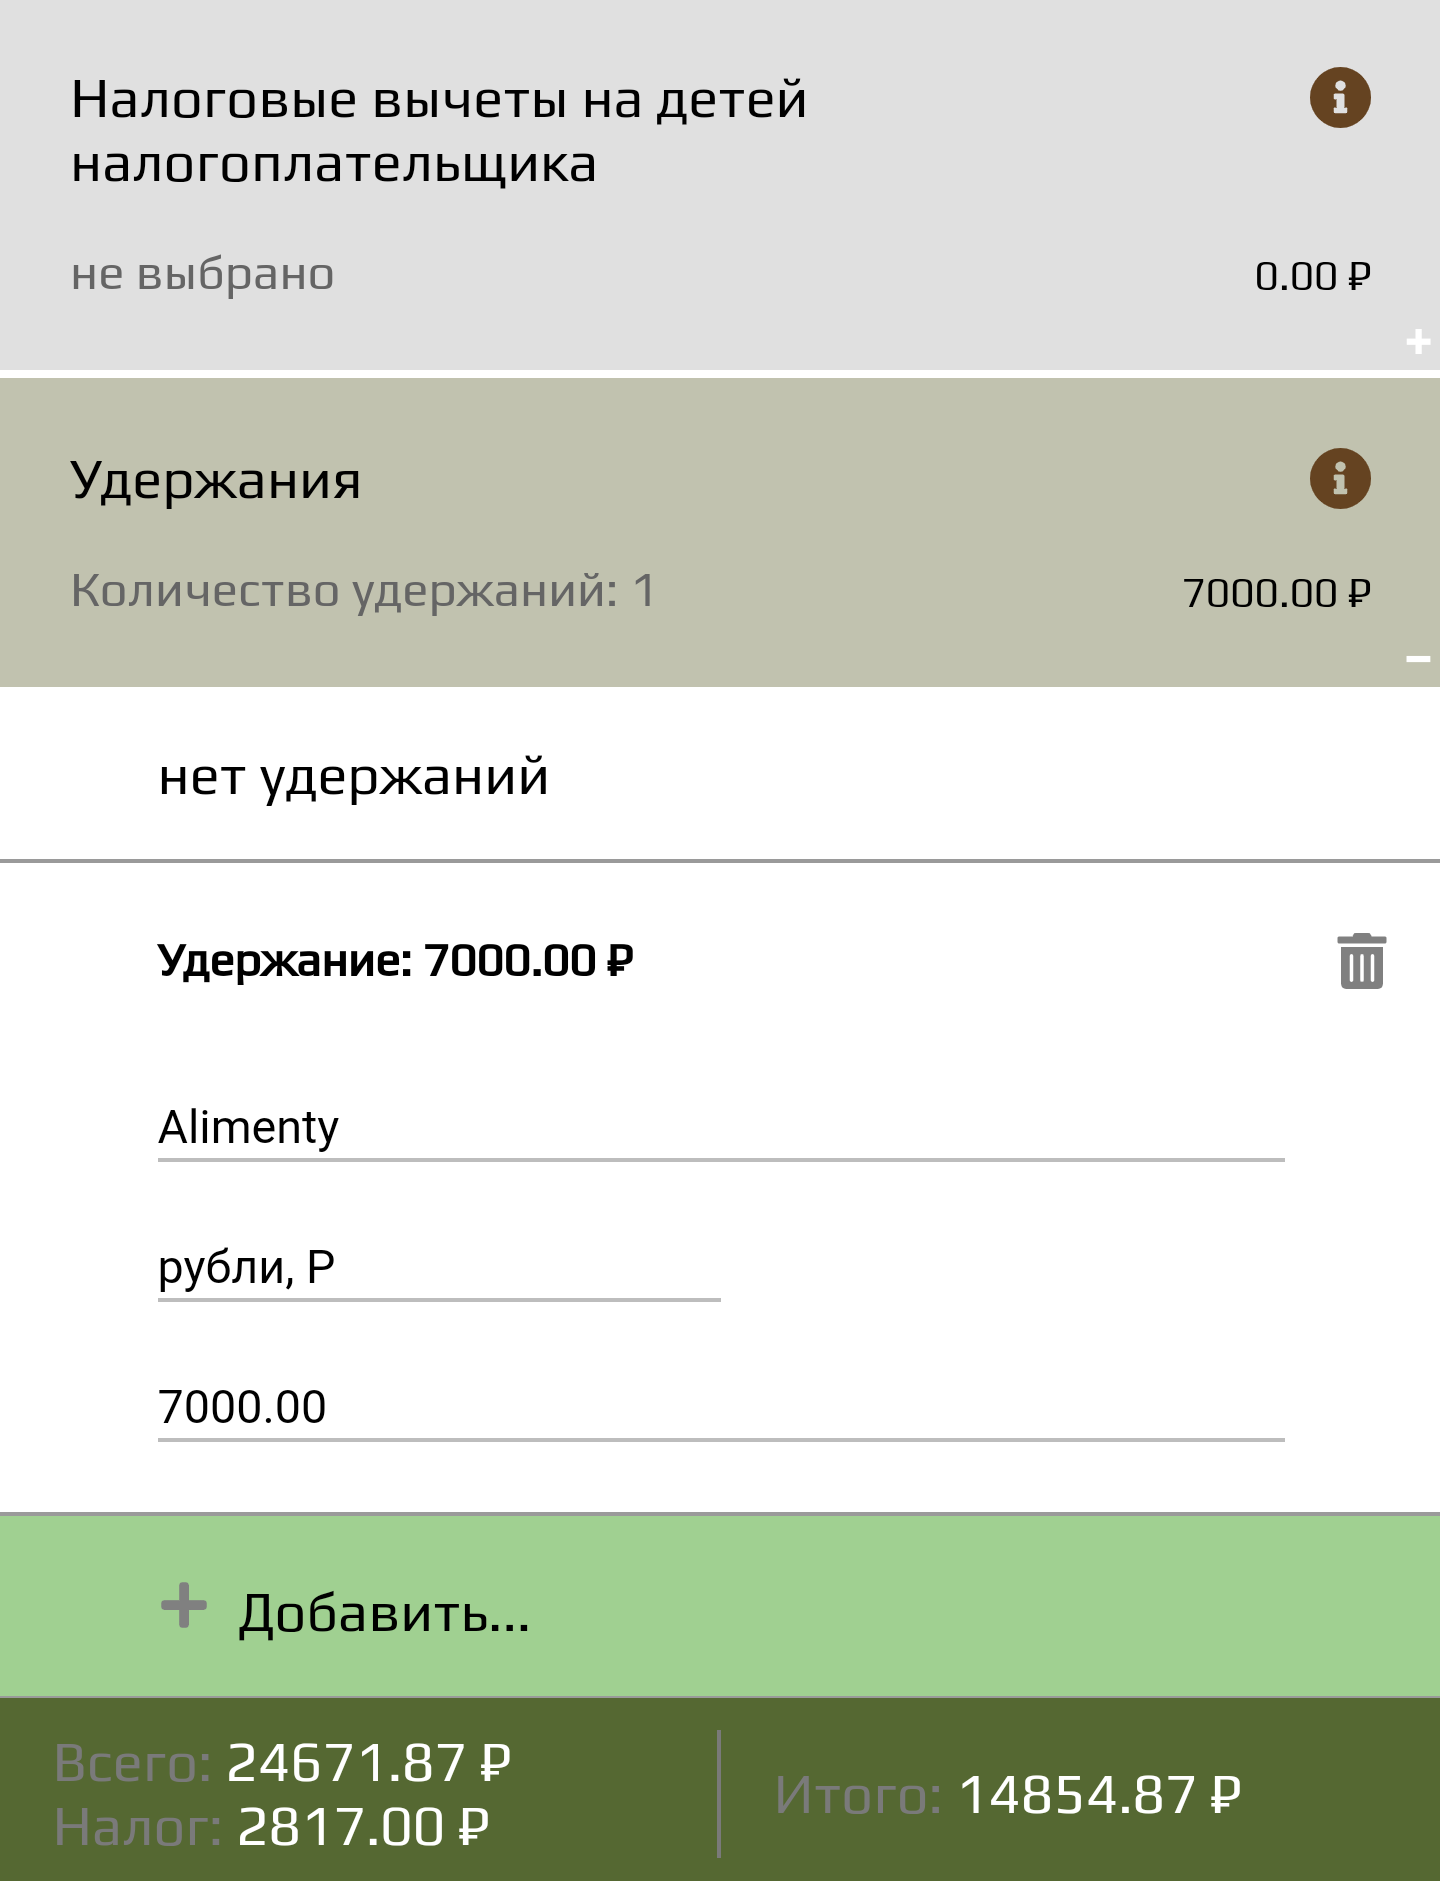 Налоговые вычеты на детей
налогоплательщика
не выбрано
0.00 ₽
Удержания
Количество удержаний: 1
7000.00 ₽
нет удержаний
Удержание: 7000.00 ₽
Alimenty
рубли, Р
7000.00
Добавить...
Всего: 24671.87 ₽
Налог: 2817.00 ₽
Итого: 14854.87 ₽